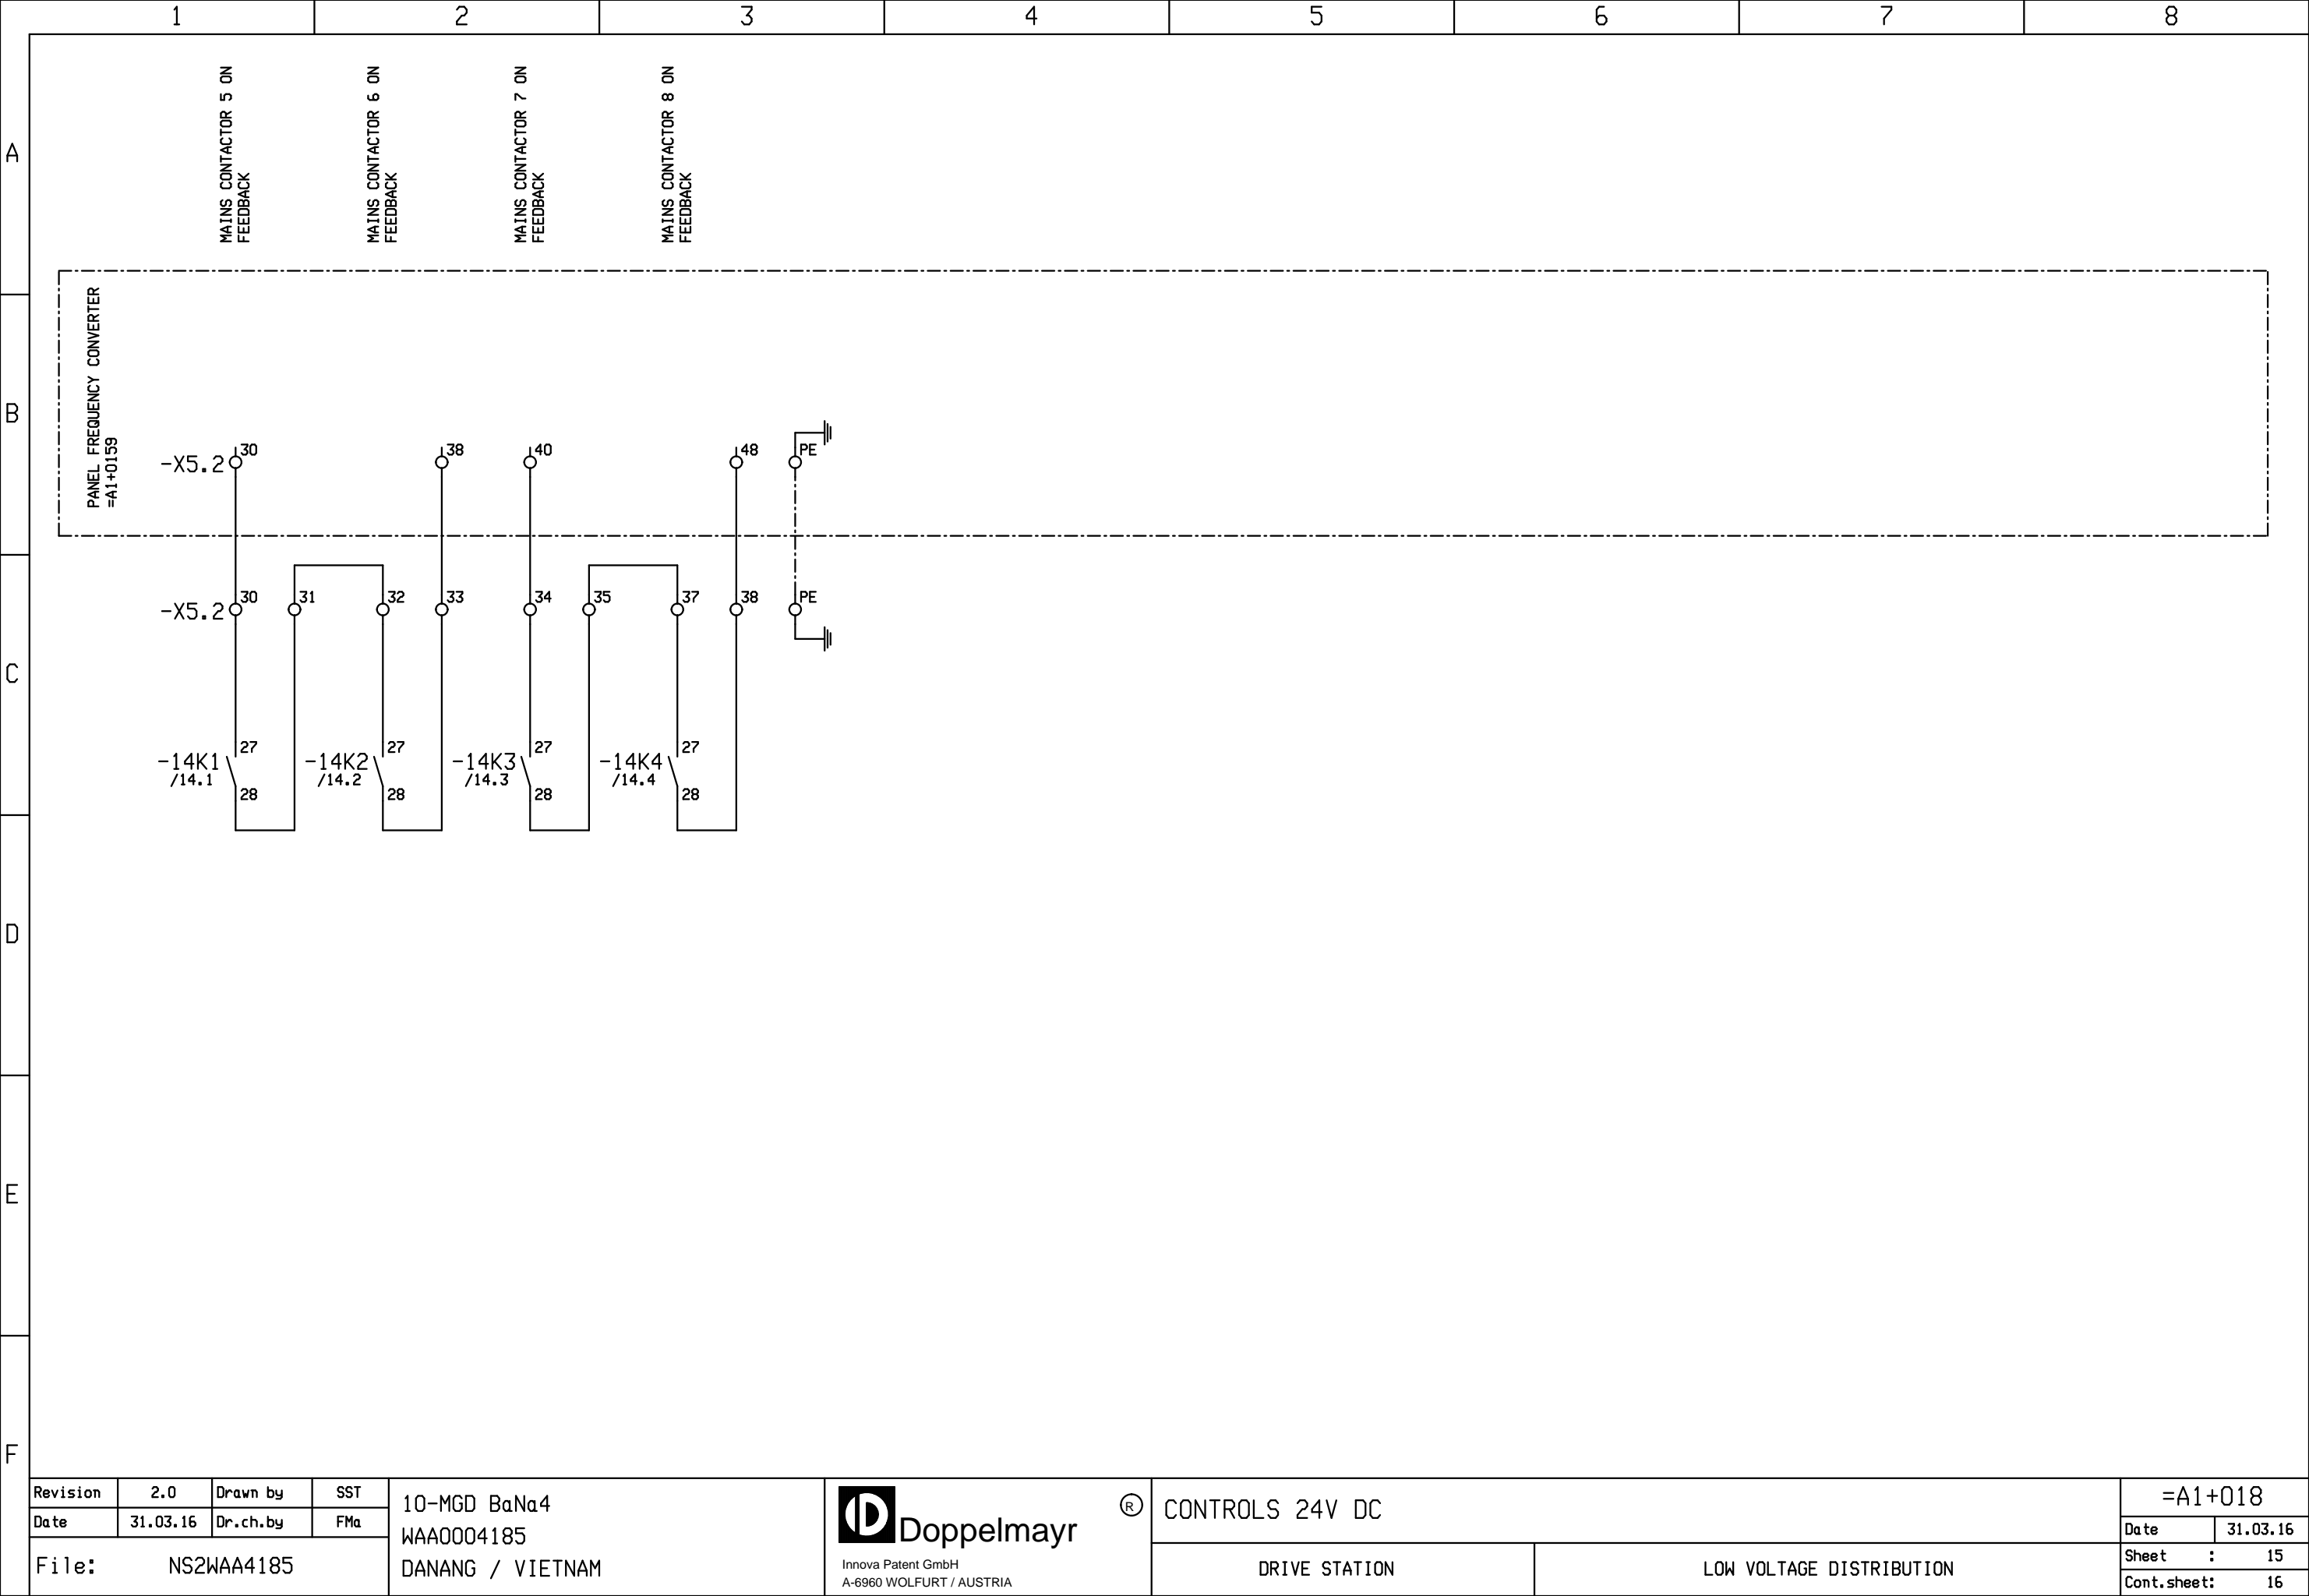 1 2 3 4 5 6 7 8
A
B
C
D
E
F
MAINS CONTACTOR 5 ON
FEEDBACK
MAINS CONTACTOR 6 ON
FEEDBACK
MAINS CONTACTOR 7 ON
FEEDBACK
MAINS CONTACTOR 8 ON
FEEDBACK
PANEL FREQUENCY CONVERTER
=A1+0159
-X5.2 30 38 40 48 PE
-X5.2 30 31 32 33 34 35 37 38 PE
27 27 27 27
-14K1 -14K2 -14K3 -14K4
/14.1 /14.2 /14.3 /14.4
28 28 28 28
Revision 2.0 Drawn by SST
Date 31.03.16 Dr.ch.by FMa
File: NS2WAA4185
10-MGD BaNa4
WAA0004185
DANANG / VIETNAM
Doppelmayr ®
Innova Patent GmbH
A-6960 WOLFURT / AUSTRIA
CONTROLS 24V DC
DRIVE STATION
LOW VOLTAGE DISTRIBUTION
=A1+018
Date 31.03.16
Sheet : 15
Cont.sheet: 16